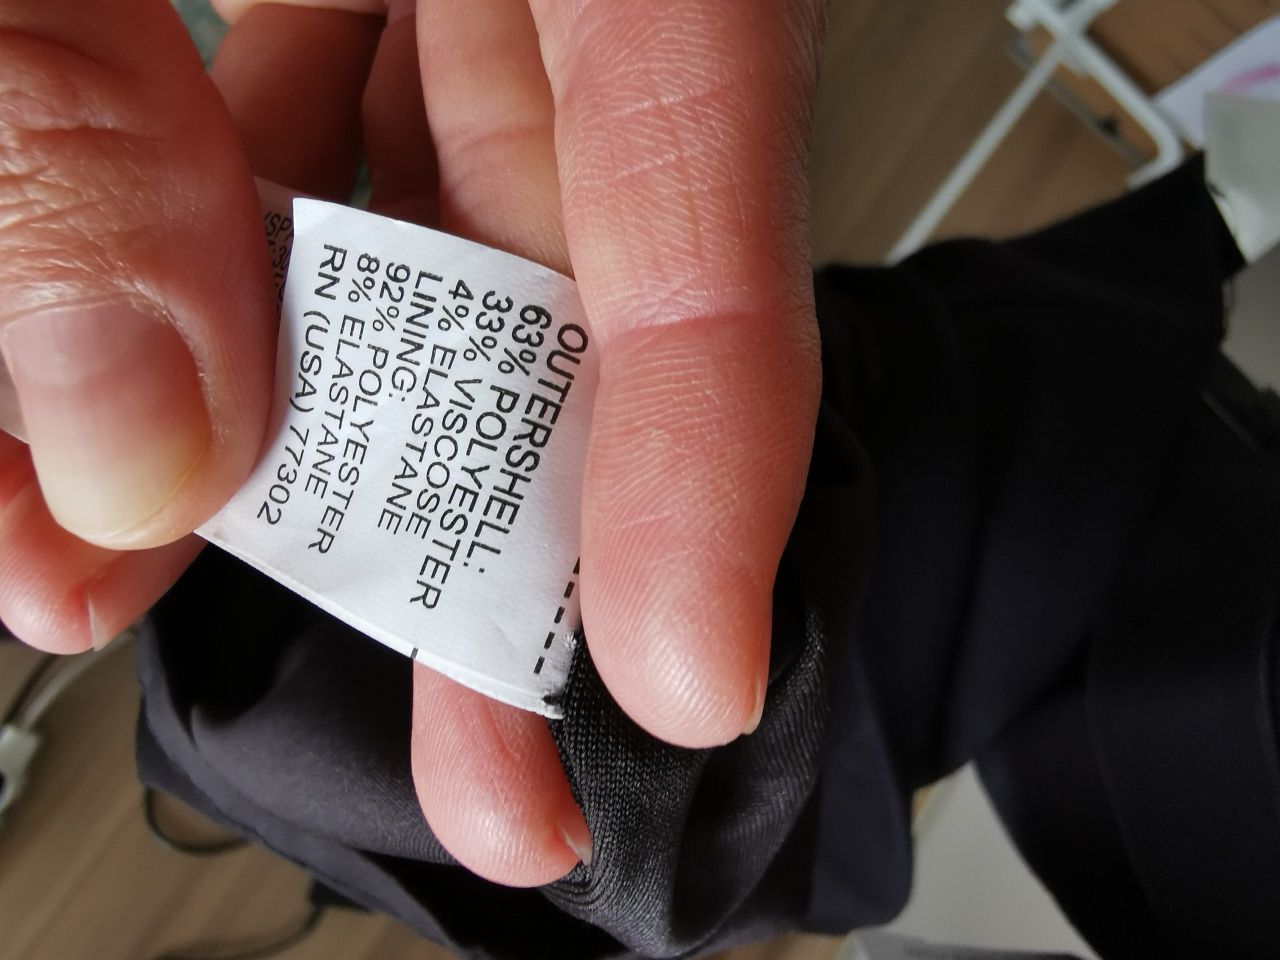 OUTERSHELL:
63% POLYESTER
33% VISCOSE
4% ELASTANE
LINING:
92% POLYESTER
8% ELASTANE
RN (USA) 77302